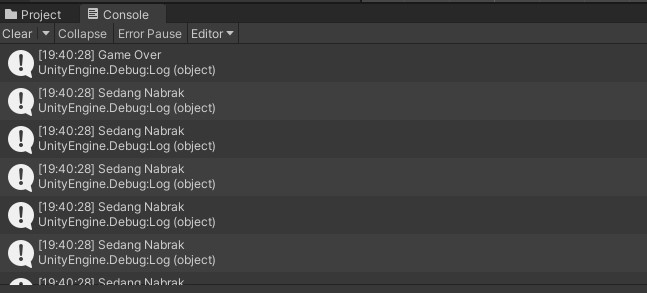 Project Console
Clear Collapse Error Pause Editor
[19:40:28] Game Over
UnityEngine.Debug:Log (object)
[19:40:28] Sedang Nabrak
UnityEngine.Debug:Log (object)
[19:40:28] Sedang Nabrak
UnityEngine.Debug:Log (object)
[19:40:28] Sedang Nabrak
UnityEngine.Debug:Log (object)
[19:40:28] Sedang Nabrak
UnityEngine.Debug:Log (object)
[19:40:28] Sedang Nabrak
UnityEngine.Debug:Log (object)
[19:40:28] Sedang Nabrak